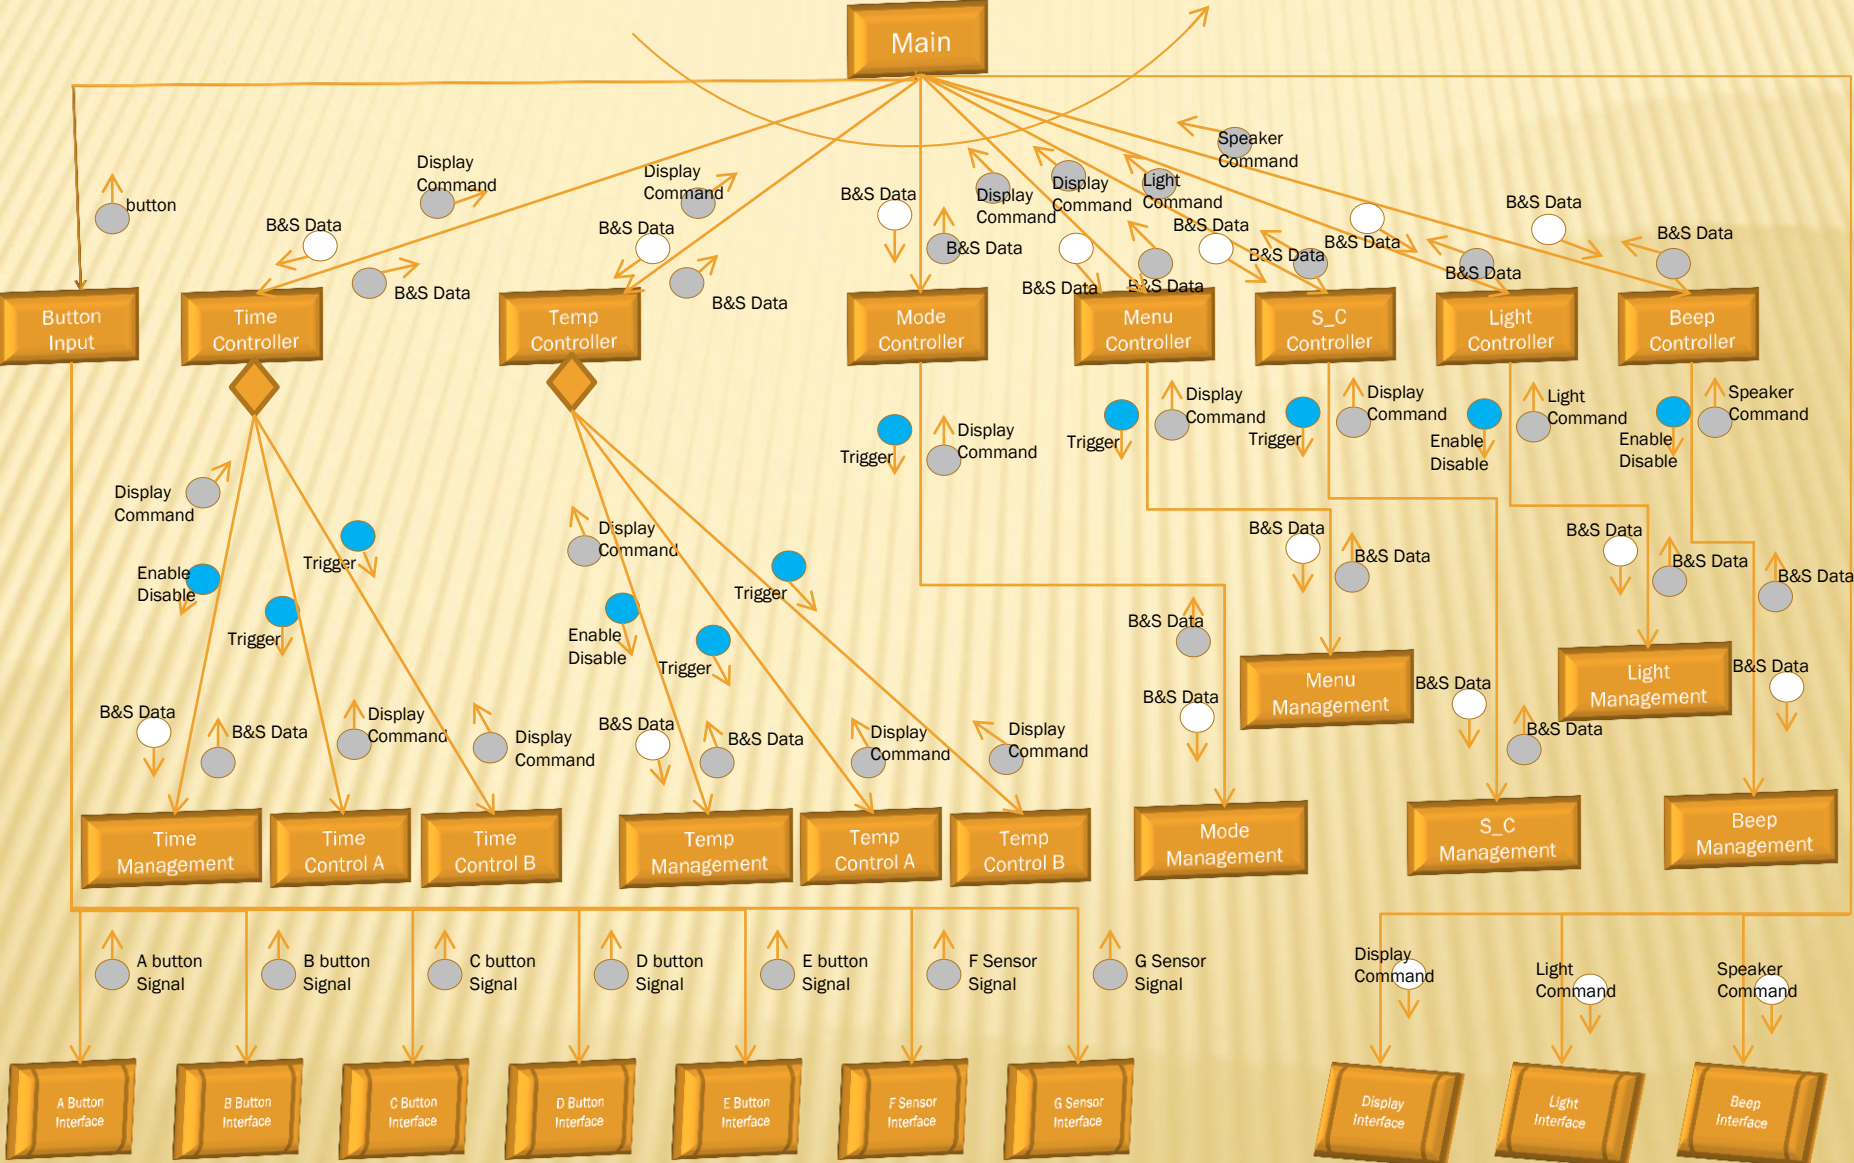 Main
Speaker
Command
Display
Command
Display
Command
button
B&S Data
B&S Data
B&S Data
B&S Data
B&S Data
B&S Data
Display
Command
Display
Command
Light
Command
B&S Data
B&S Data
B&S Data
B&S Data
B&S Data
B&S Data
B&S Data
B&S Data
Button
Input
Time
Controller
Temp
Controller
Mode
Controller
Menu
Controller
S_C
Controller
Light
Controller
Beep
Controller
Trigger
Display
Command
Trigger
Display
Command
Trigger
Display
Command
Enable
Disable
Light
Command
Enable
Disable
Speaker
Command
Display
Command
Enable
Disable
Trigger
Trigger
Display
Command
Enable
Disable
Trigger
Trigger
B&S Data
B&S Data
B&S Data
B&S Data
B&S Data
B&S Data
B&S Data
Menu
Management
B&S Data
Light
Management
B&S Data
B&S Data
B&S Data
B&S Data
B&S Data
Display
Command
Display
Command
B&S Data
B&S Data
Display
Command
Display
Command
Time
Management
Time
Control A
Time
Control B
Temp
Management
Temp
Control A
Temp
Control B
Mode
Management
S_C
Management
Beep
Management
A button
Signal
B button
Signal
C button
Signal
D button
Signal
E button
Signal
F Sensor
Signal
G Sensor
Signal
Display
Command
Light
Command
Speaker
Command
A Button
Interface
B Button
Interface
C Button
Interface
D Button
Interface
E Button
Interface
F Sensor
Interface
G Sensor
Interface
Display
Interface
Light
Interface
Beep
Interface